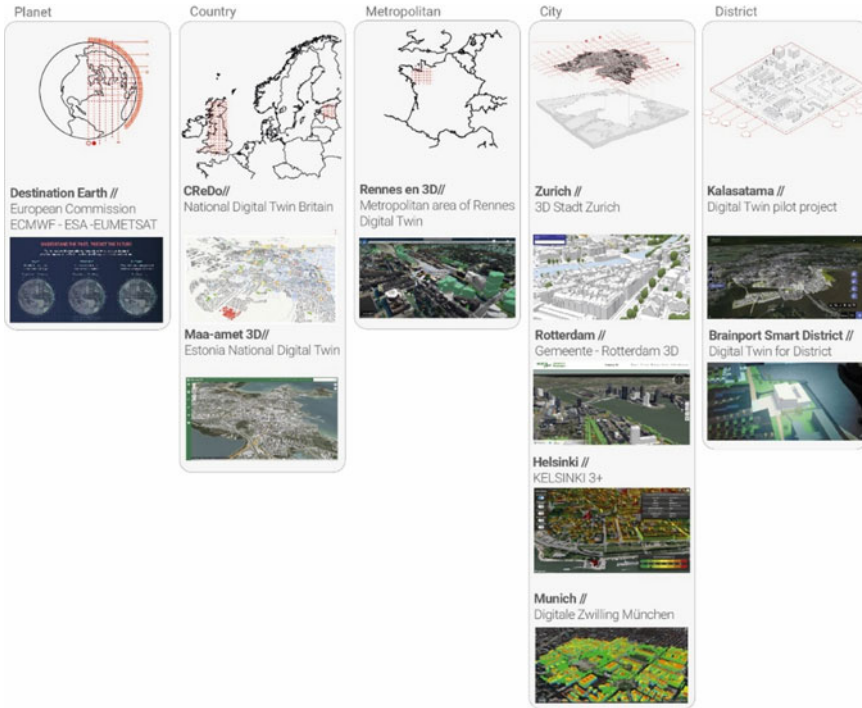 Planet
Country
Metropolitan
City
District
Destination Earth //
European Commission
ECMWF - ESA -EUMETSAT
CReDo//
National Digital Twin Britain
Maa-amet 3D//
Estonia National Digital Twin
Rennes en 3D//
Metropolitan area of Rennes
Digital Twin
Zurich //
3D Stadt Zurich
Rotterdam //
Gemeente - Rotterdam 3D
Helsinki //
KELSINKI 3+
Munich //
Digitale Zwilling München
Kalasatama //
Digital Twin pilot project
Brainport Smart District //
Digital Twin for District